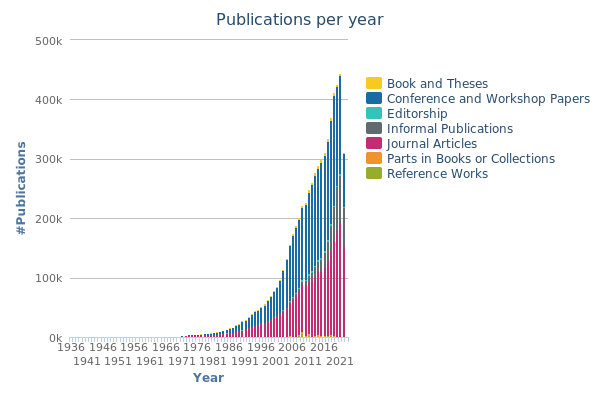 Publications per year
500k
400k
300k
200k
100k
0k
#Publications
1936 1946 1956 1966 1976 1986 1996 2006 2016
1941 1951 1961 1971 1981 1991 2001 2011 2021
Year
Book and Theses
Conference and Workshop Papers
Editorship
Informal Publications
Journal Articles
Parts in Books or Collections
Reference Works